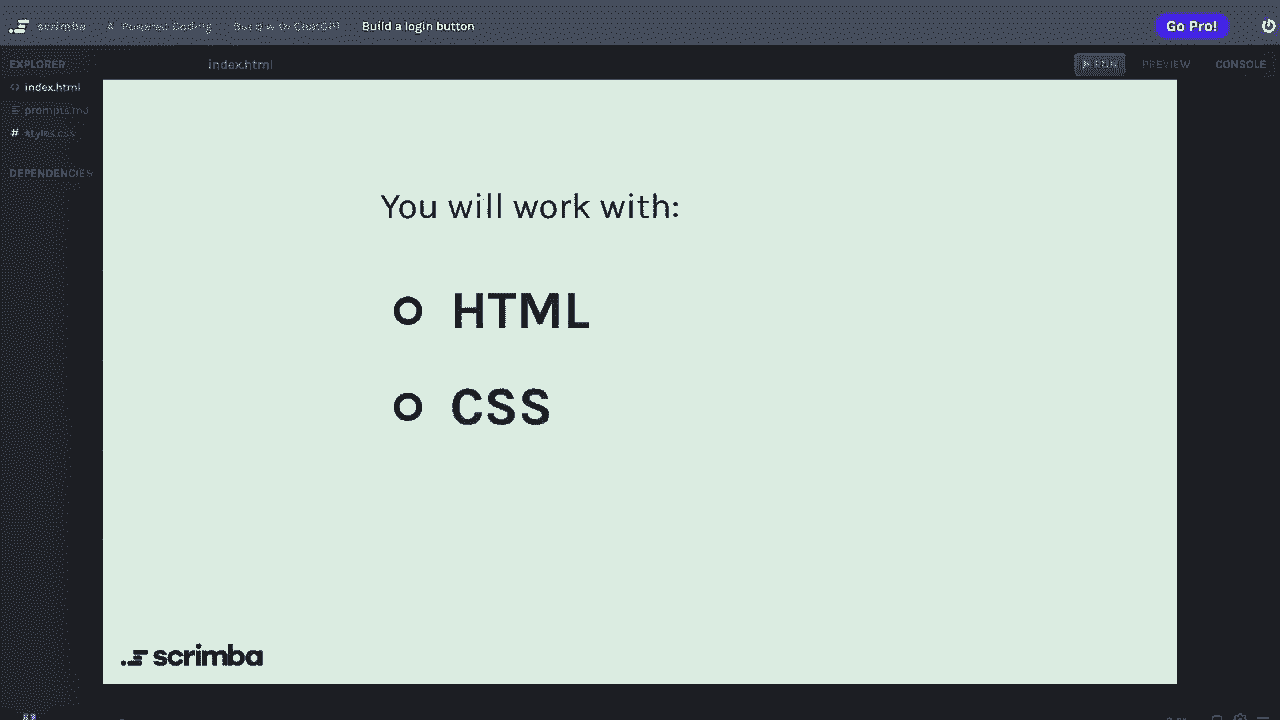 scrimba AI Powered Coding Build with ChatGPT Build a login button Go Pro!
EXPLORER index.html RUN PREVIEW CONSOLE
index.html
prompts.md
styles.css
DEPENDENCIES
You will work with:
HTML
CSS
scrimba